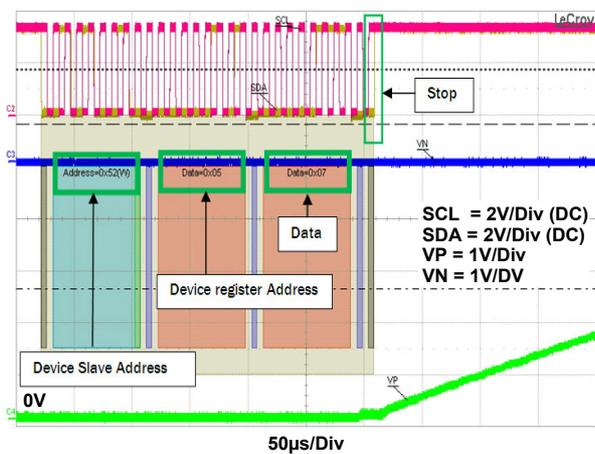 SCL
LeCroy
Stop
SDA
C2
C3
VN
Address=0x52(W)
Data=0x05
Data=0x07
SCL = 2V/Div (DC)
SDA = 2V/Div (DC)
VP = 1V/Div
VN = 1V/DV
Data
Device register Address
Device Slave Address
0V
VP
C4
50µs/Div